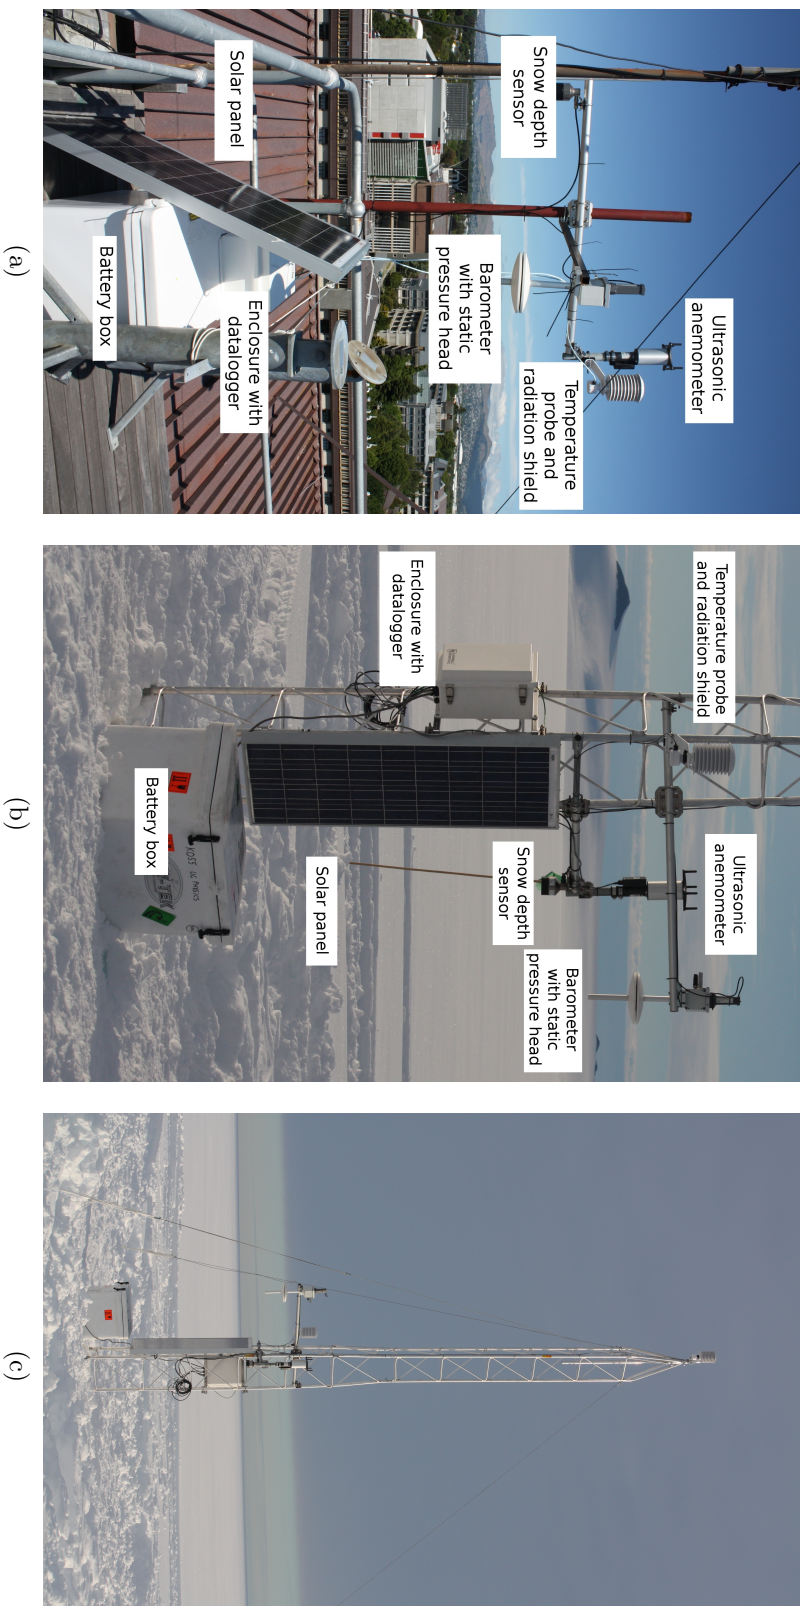 Snow depth
sensor
Solar panel
Ultrasonic
anemometer
Barometer
with static
pressure head
Temperature
probe and
radiation shield
Enclosure with
datalogger
Battery box
(a)
Temperature probe
and radiation shield
Enclosure with
datalogger
Ultrasonic
anemometer
Snow depth
sensor
Barometer
with static
pressure head
Solar panel
Battery box
(b)
(c)